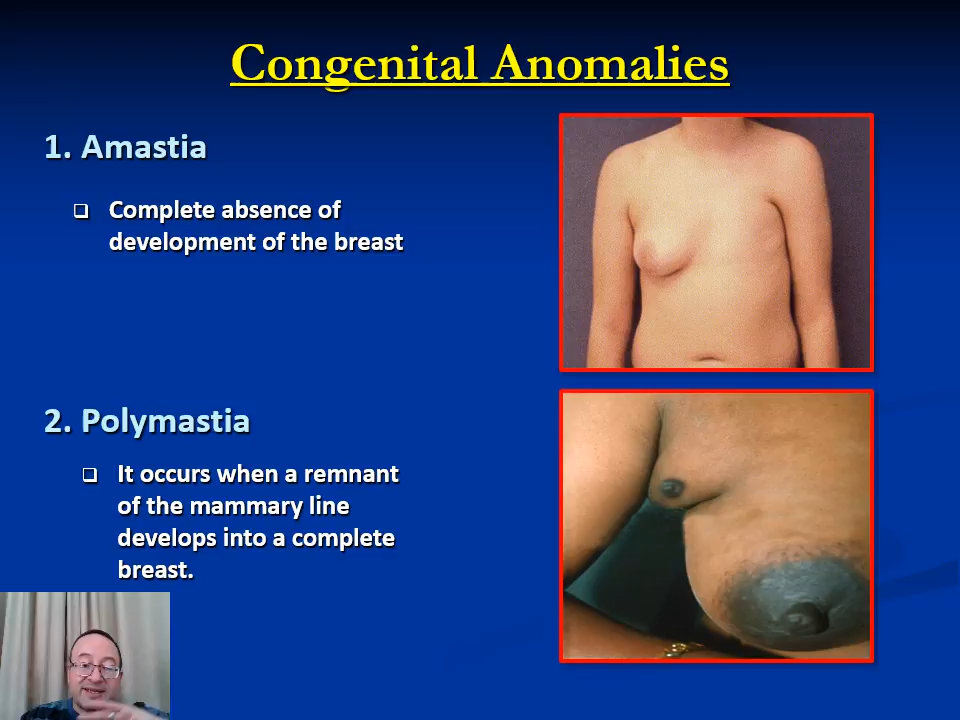 Congenital Anomalies
1. Amastia
Complete absence of
development of the breast
2. Polymastia
It occurs when a remnant
of the mammary line
develops into a complete
breast.